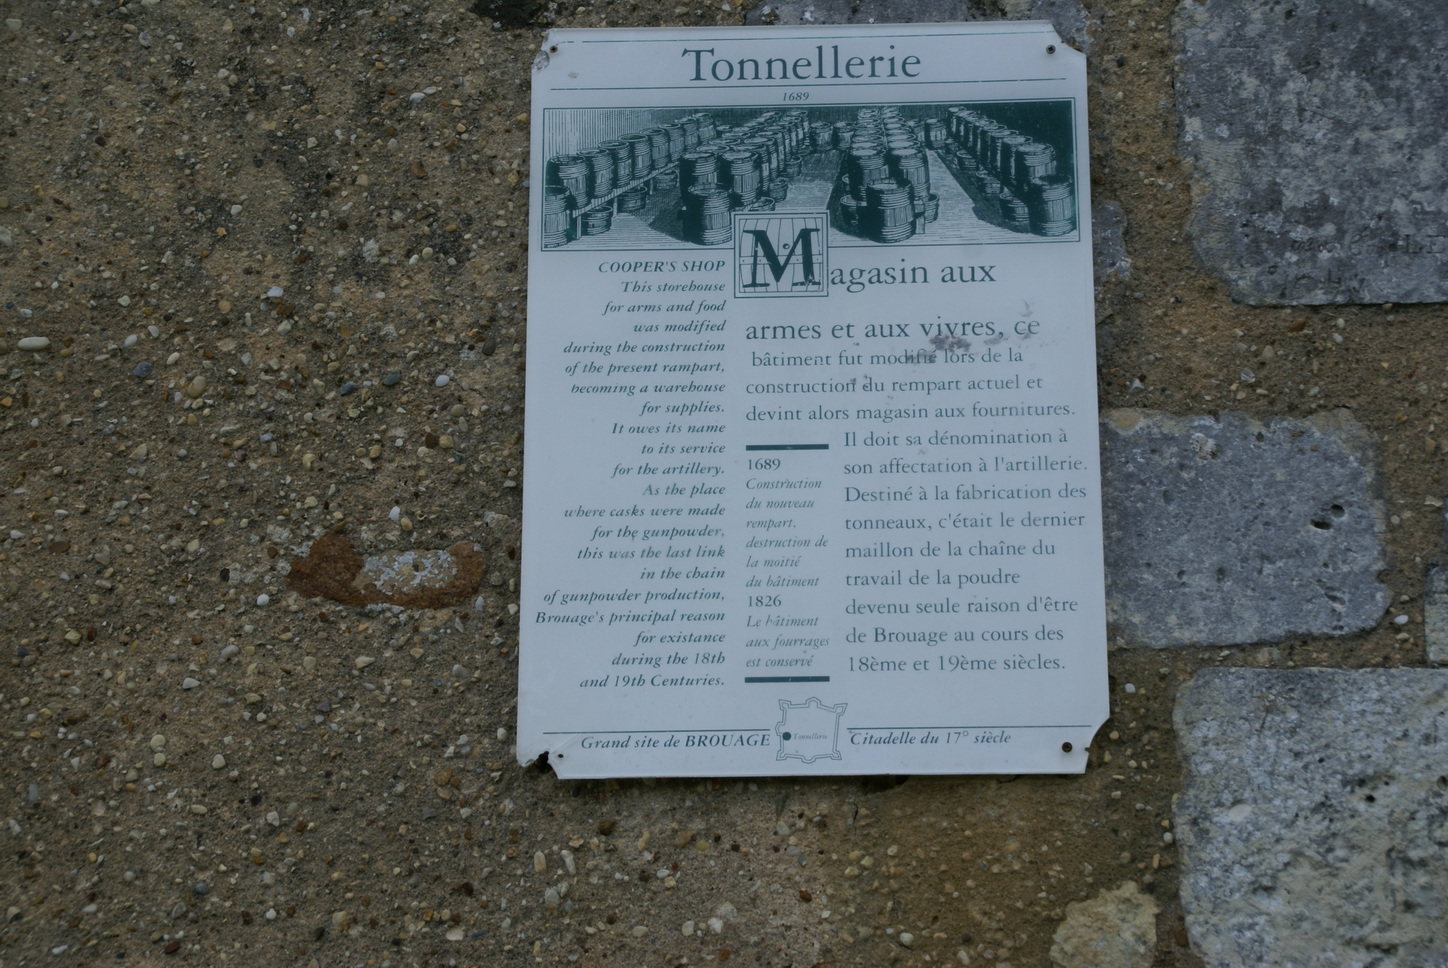 Tonnellerie
1689
COOPER'S SHOP
This storehouse
for arms and food
was modified
during the construction
of the present rampart,
becoming a warehouse
for supplies.
It owes its name
to its service
for the artillery.
As the place
where casks were made
for the gunpowder,
this was the last link
in the chain
of gunpowder production,
Brouage's principal reason
for existance
during the 18th
and 19th Centuries.
Magasin aux
armes et aux vivres, ce
bâtiment fut modifié lors de la
construction du rempart actuel et
devint alors magasin aux fournitures.
Il doit sa dénomination à
son affectation à l'artillerie.
Destiné à la fabrication des
tonneaux, c'était le dernier
maillon de la chaîne du
travail de la poudre
devenu seule raison d'être
de Brouage au cours des
18ème et 19ème siècles.
1689
Construction
du nouveau
rempart,
destruction de
la moitié
du bâtiment
1826
Le bâtiment
aux fourrages
est conservé
Grand site de BROUAGE
Tonnellerie
Citadelle du 17° siècle